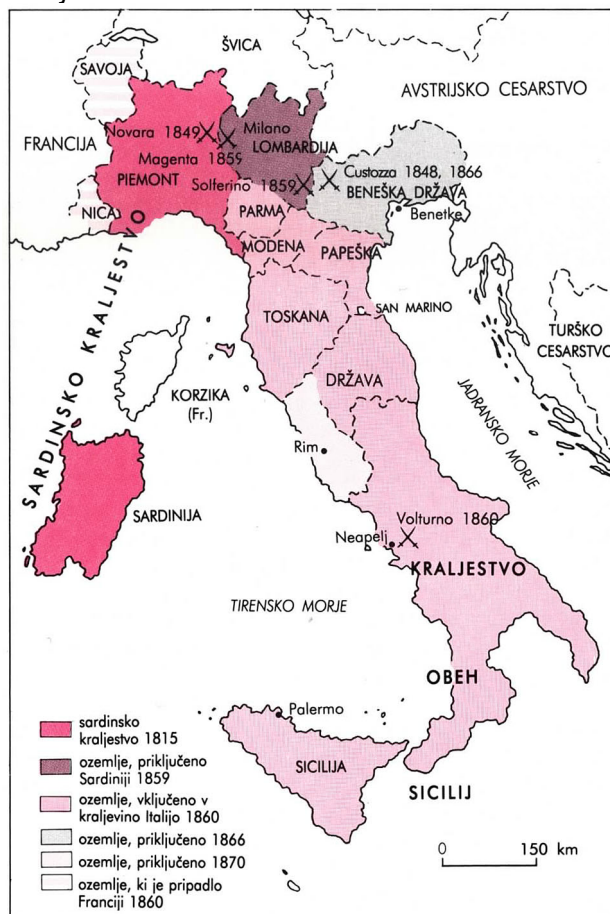 ŠVICA
SAVOJA
AVSTRIJSKO CESARSTVO
FRANCIJA
Novara 1849
Milano
LOMBARDIJA
Magenta 1859
PIEMONT
Solferino 1859
Custozza 1848, 1866
BENEŠKA DRŽAVA
Benetke
NICA
PARMA
MODENA
PAPEŠKA
SARDINSKO KRALJESTVO
TOSKANA
SAN MARINO
TURŠKO
CESARSTVO
DRŽAVA
KORZIKA
(Fr.)
JADRANSKO MORJE
Rim
SARDINIJA
Volturno 1860
Neapelj
KRALJESTVO
TIRENSKO MORJE
OBEH
Palermo
SICILIJA
SICILIJ
sardinsko
kraljestvo 1815
ozemlje, priključeno
Sardiniji 1859
ozemlje, vključeno v
kraljevino Italijo 1860
ozemlje, priključeno 1866
ozemlje, priključeno 1870
ozemlje, ki je pripadlo
Franciji 1860
0 150 km